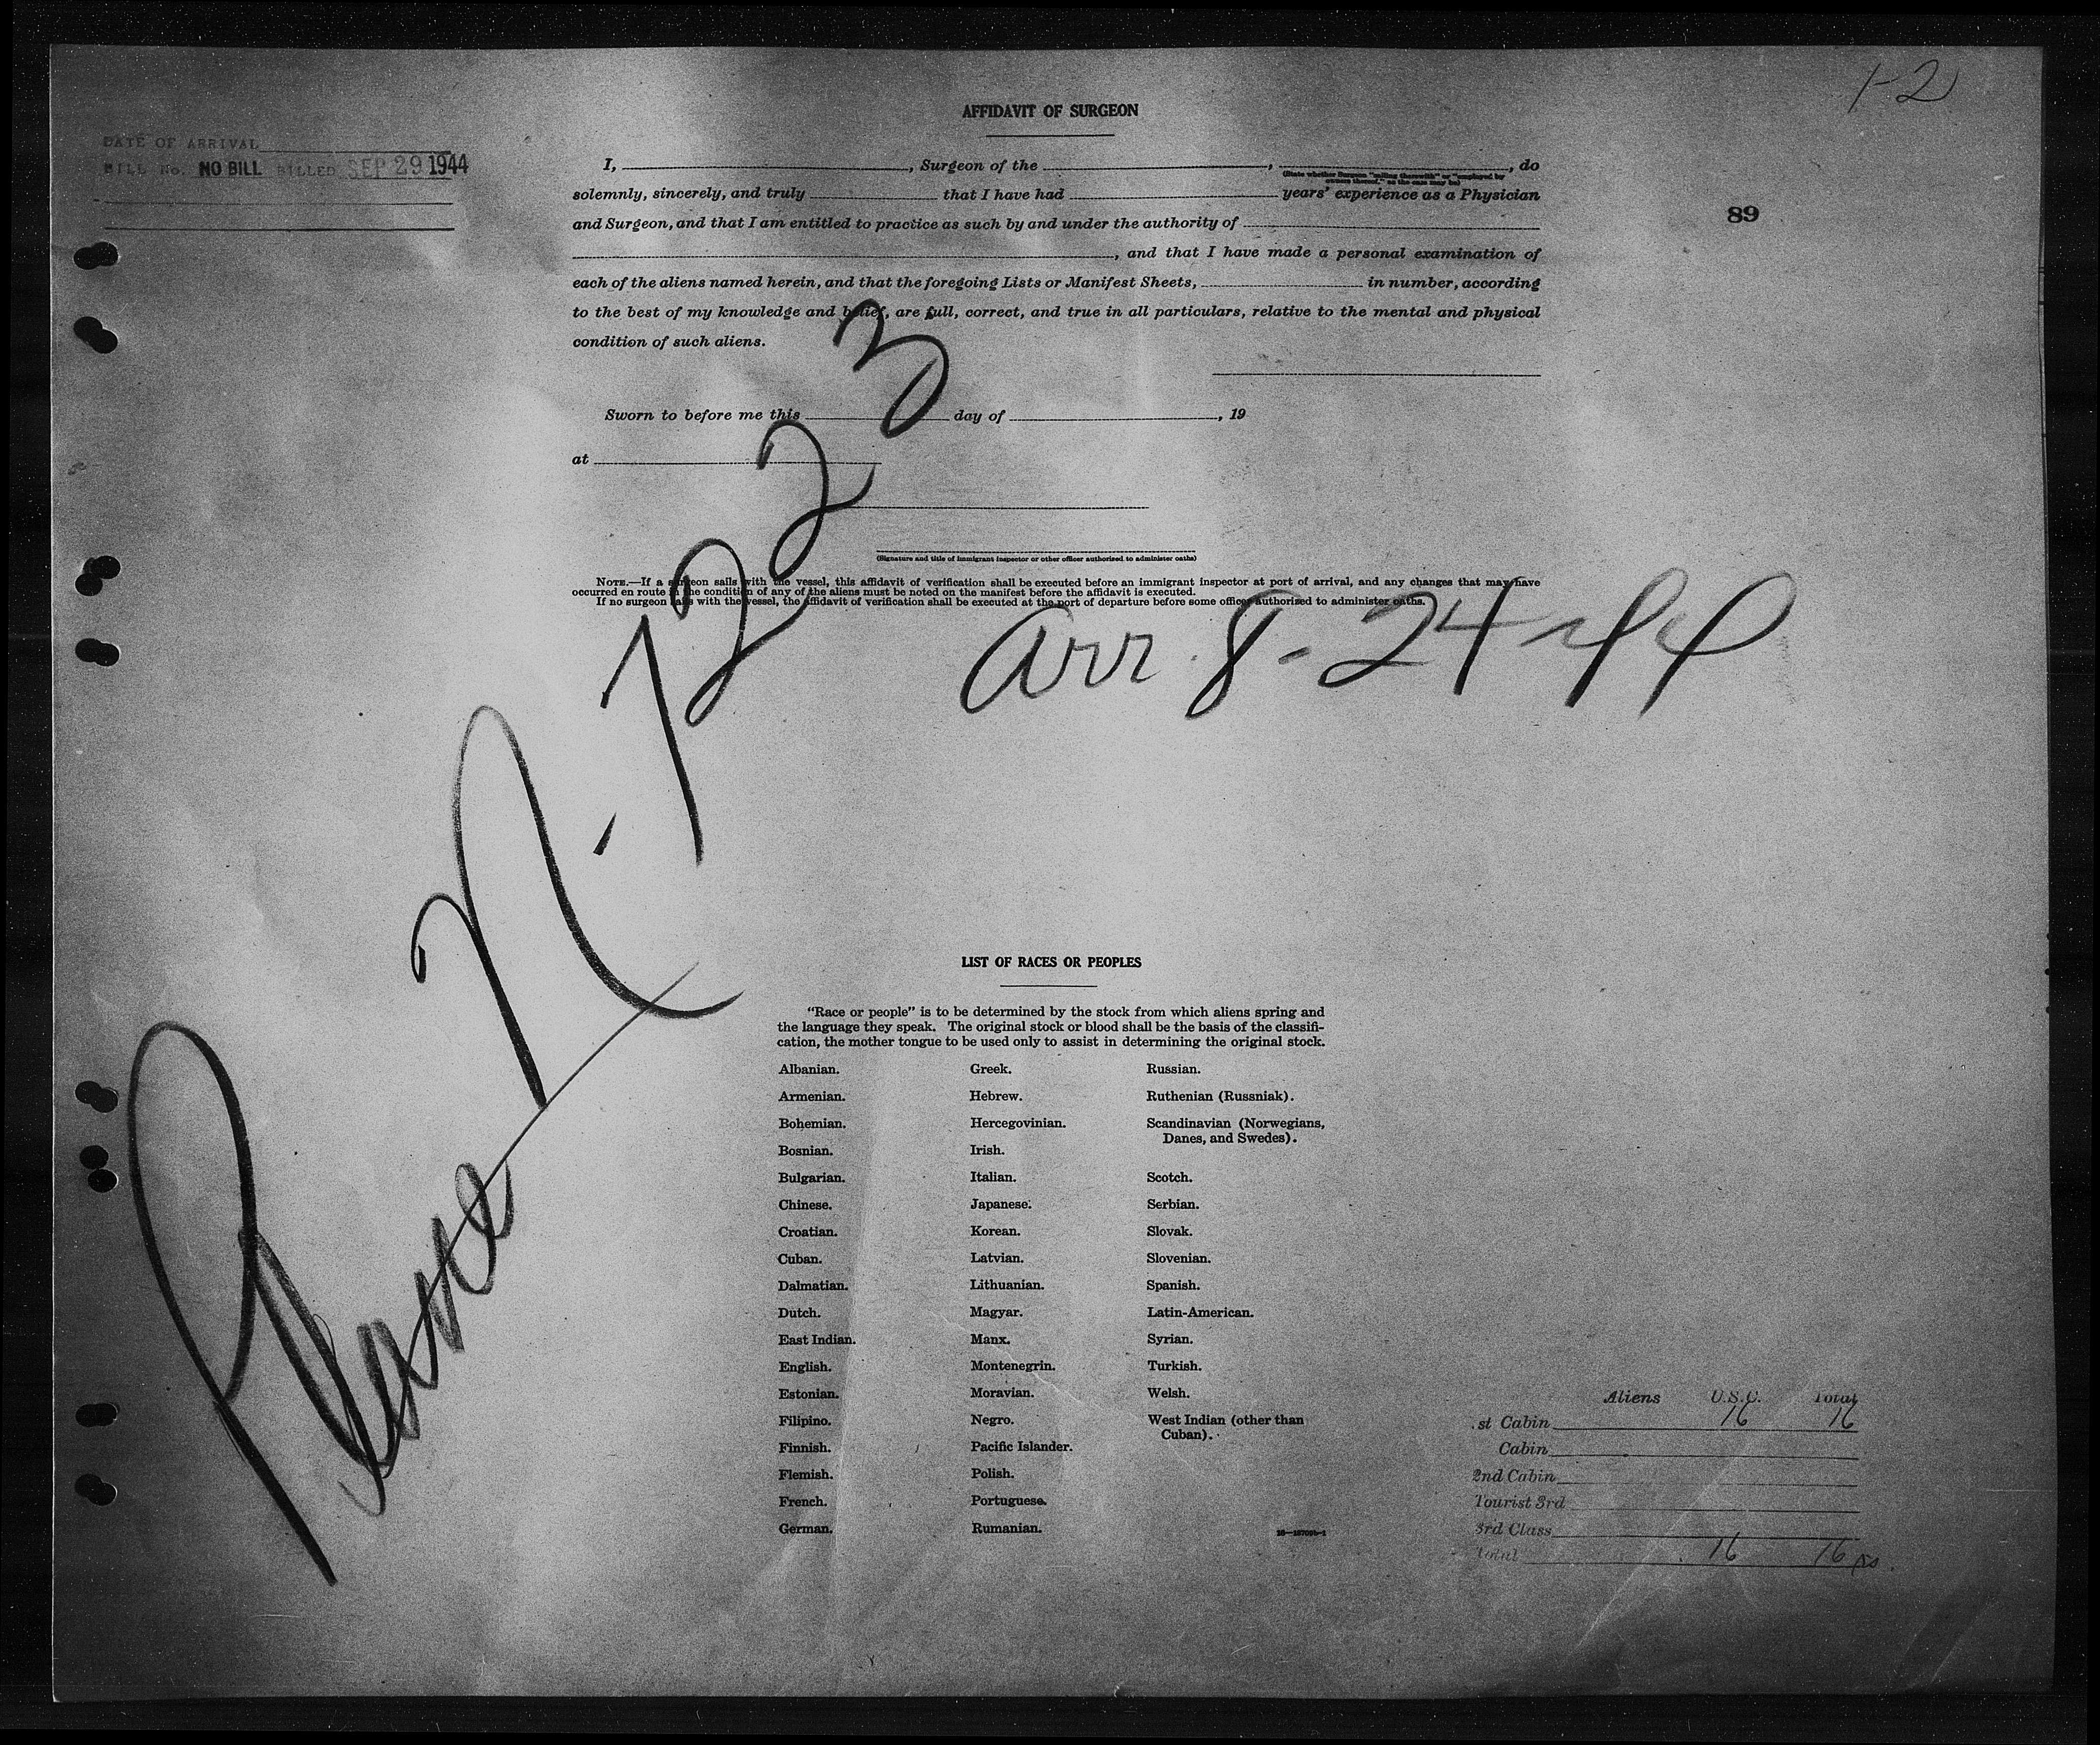 1-2
AFFIDAVIT OF SURGEON
DATE OF ARRIVAL
BILL No. NO BILL BILLED SEP 29 1944
I, , Surgeon of the , , do
(State whether Surgeon "sailing therewith" or "employed by
owners thereof," as the case may be)
solemnly, sincerely, and truly that I have had years' experience as a Physician
and Surgeon, and that I am entitled to practice as such by and under the authority of
, and that I have made a personal examination of
each of the aliens named herein, and that the foregoing Lists or Manifest Sheets, in number, according
to the best of my knowledge and belief, are full, correct, and true in all particulars, relative to the mental and physical
condition of such aliens.
89
Sworn to before me this day of , 19
at
(Signature and title of immigrant inspector or other officer authorized to administer oaths)
NOTE.—If a surgeon sails with the vessel, this affidavit of verification shall be executed before an immigrant inspector at port of arrival, and any changes that may have
occurred en route in the condition of any of the aliens must be noted on the manifest before the affidavit is executed.
If no surgeon sails with the vessel, the affidavit of verification shall be executed at the port of departure before some officer authorized to administer oaths.
Plane N-1223
Arr 8-24-44
LIST OF RACES OR PEOPLES
"Race or people" is to be determined by the stock from which aliens spring and
the language they speak. The original stock or blood shall be the basis of the classifi-
cation, the mother tongue to be used only to assist in determining the original stock.
Albanian. Greek. Russian.
Armenian. Hebrew. Ruthenian (Russniak).
Bohemian. Hercegovinian. Scandinavian (Norwegians,
Danes, and Swedes).
Bosnian. Irish.
Bulgarian. Italian. Scotch.
Chinese. Japanese. Serbian.
Croatian. Korean. Slovak.
Cuban. Latvian. Slovenian.
Dalmatian. Lithuanian. Spanish.
Dutch. Magyar. Latin-American.
East Indian. Manx. Syrian.
English. Montenegrin. Turkish.
Estonian. Moravian. Welsh.
Filipino. Negro. West Indian (other than
Cuban).
Finnish. Pacific Islander.
Flemish. Polish.
French. Portuguese.
German. Rumanian.
Aliens U.S.C. Total
1st Cabin 16 16
Cabin
2nd Cabin
Tourist 3rd
3rd Class
Total 16 16